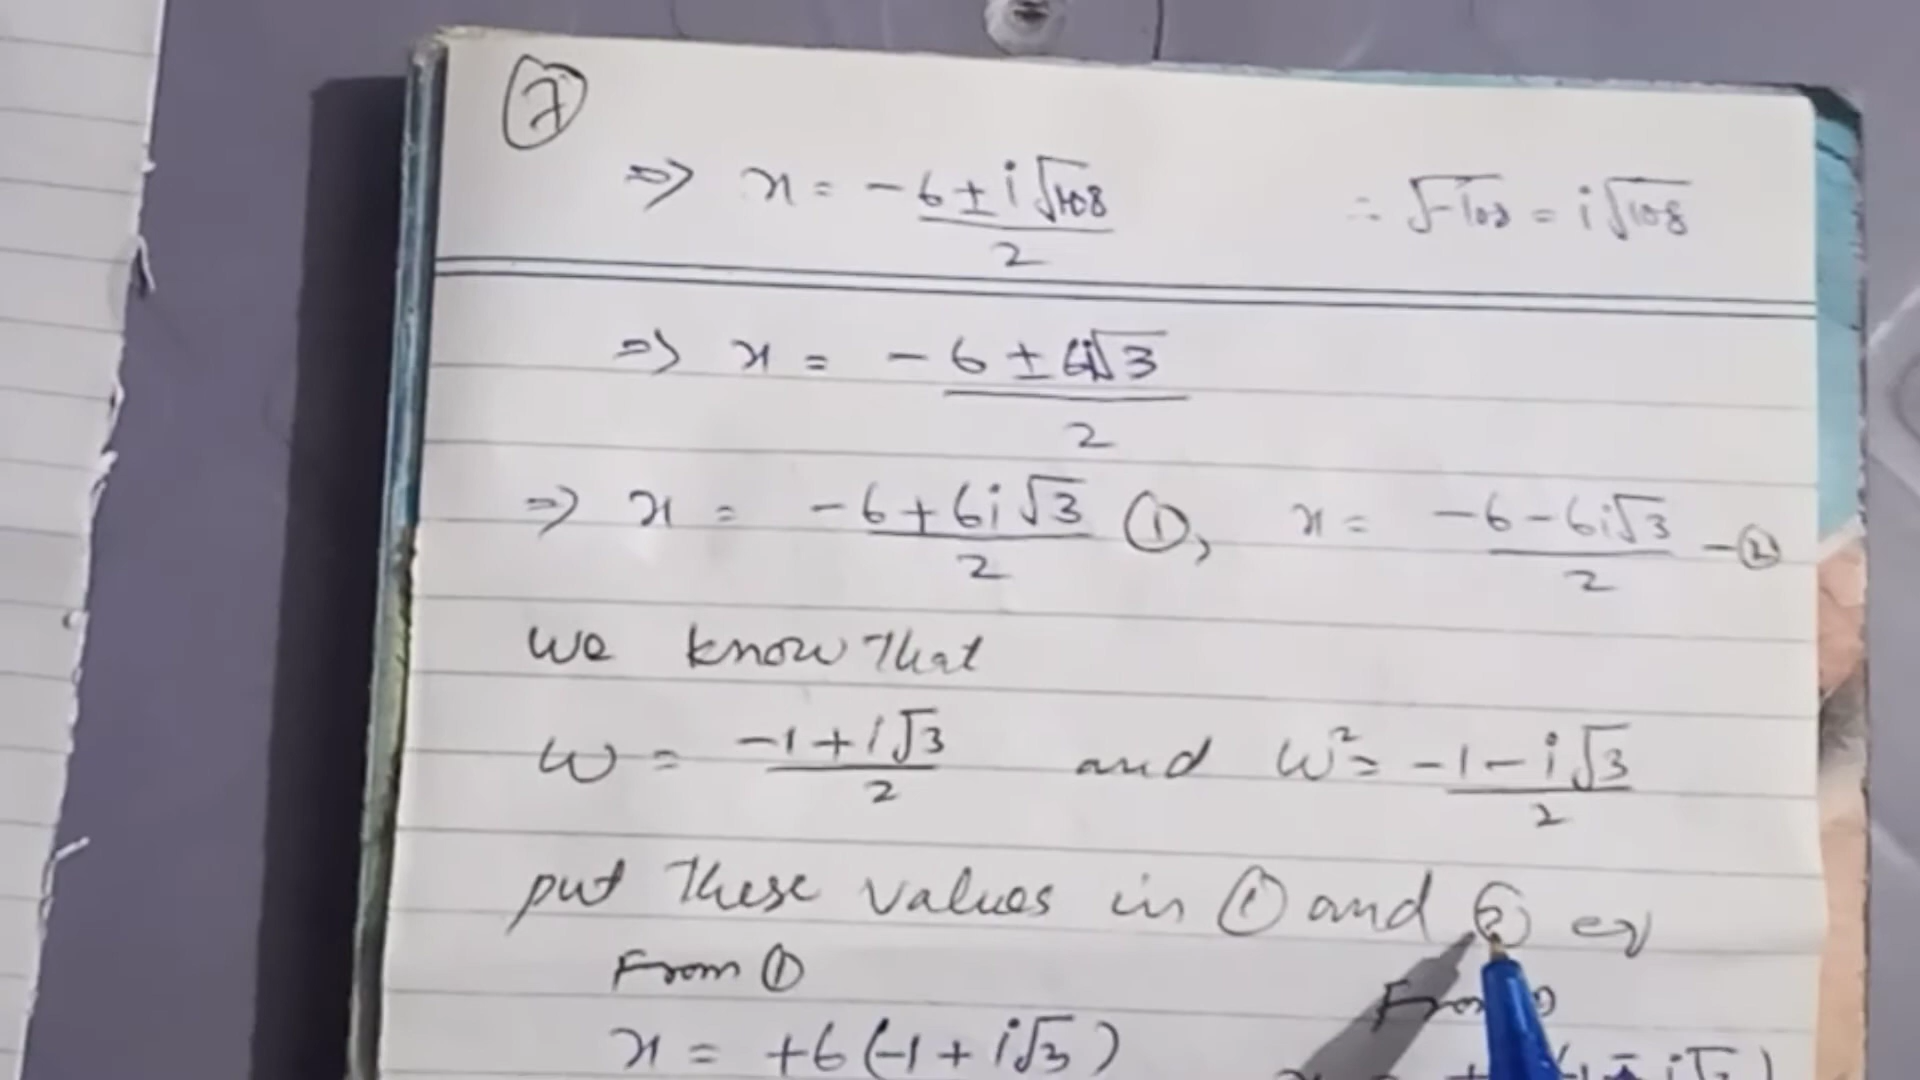 ⑦
⇒ x = -6 ± i√108 / 2 ∴ √-108 = i√108
⇒ x = -6 ± 6i√3 / 2
⇒ x = -6 + 6i√3 / 2 ①, x = -6 - 6i√3 / 2 - ②
we know that
ω = -1 + i√3 / 2 and ω² = -1 - i√3 / 2
put these values in ① and
From ① From
x = +6(-1 + i√3)